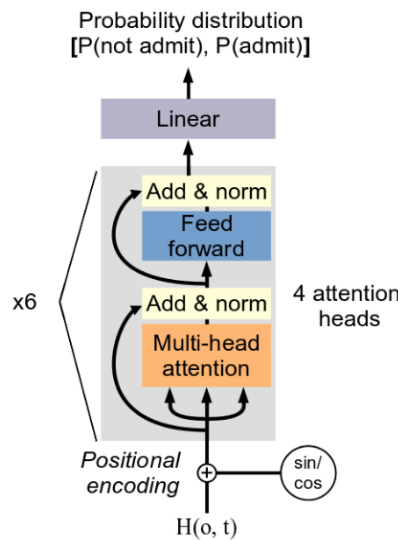 Probability distribution
[P(not admit), P(admit)]
Linear
Add & norm
Feed
forward
x6
Add & norm
4 attention
heads
Multi-head
attention
Positional
encoding
+
sin/
cos
H(o, t)